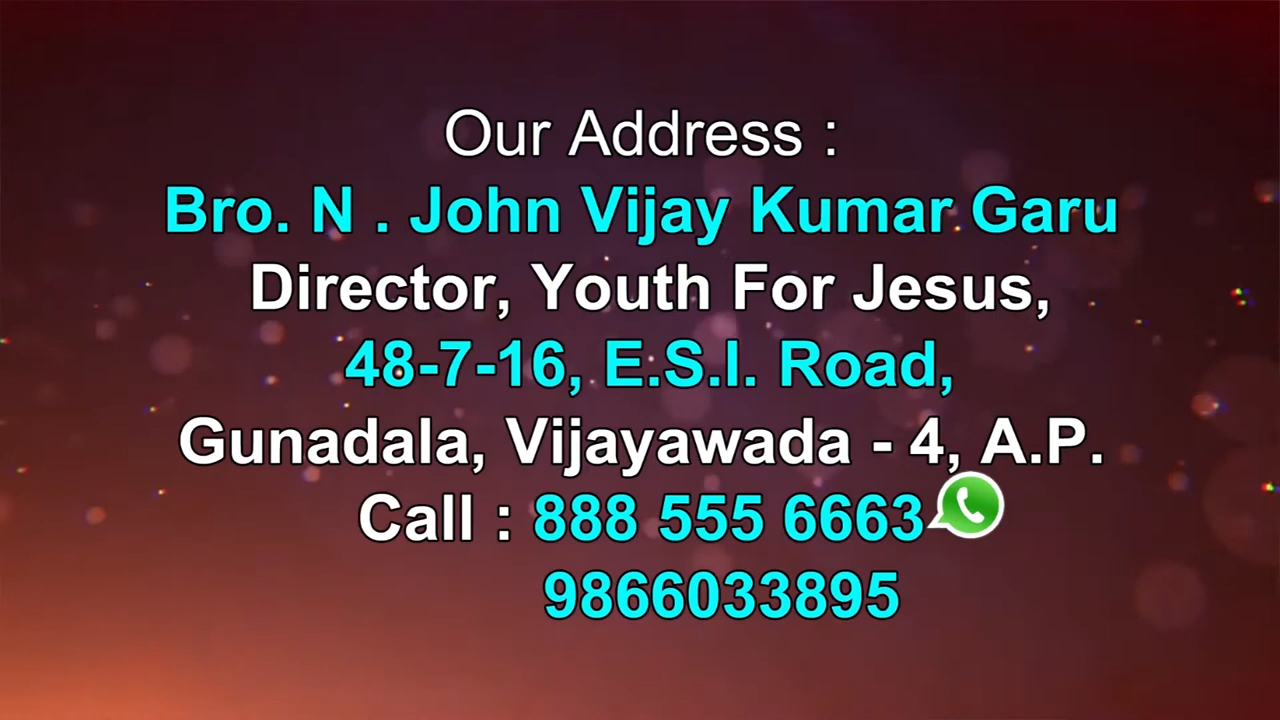 Our Address :
Bro. N . John Vijay Kumar Garu
Director, Youth For Jesus,
48-7-16, E.S.I. Road,
Gunadala, Vijayawada - 4, A.P.
Call : 888 555 6663
9866033895